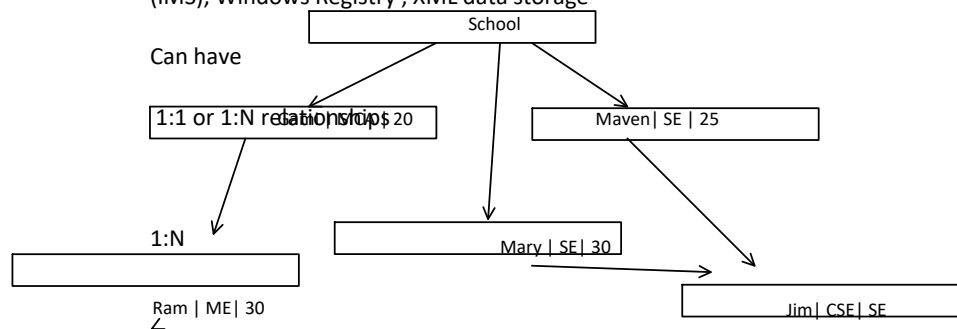 (IMS), Windows Registry , XML data storage
School
Can have
1:1 or 1:N relationships
20
Maven| SE | 25
1:N
Mary | SE| 30
Ram | ME| 30
Jim| CSE| SE